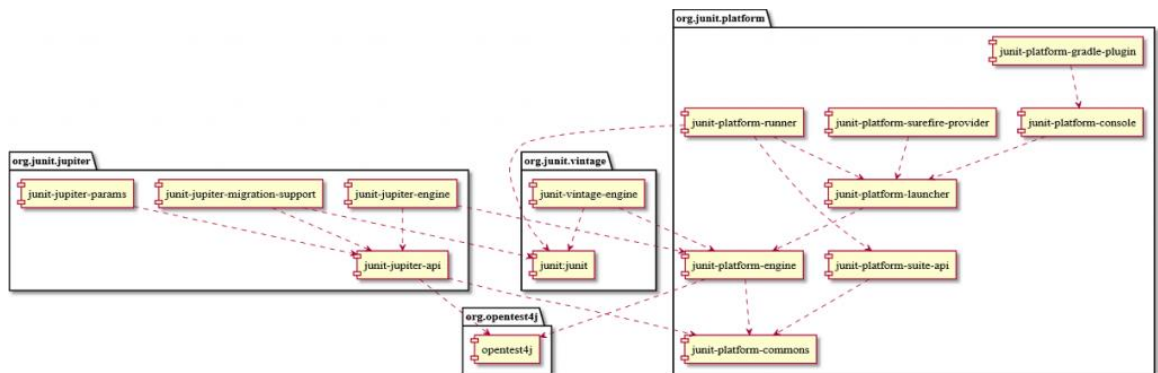 org.junit.platform
junit-platform-gradle-plugin
junit-platform-runner
junit-platform-surefire-provider
junit-platform-console
org.junit.jupiter
org.junit.vintage
junit-jupiter-params
junit-jupiter-migration-support
junit-jupiter-engine
junit-vintage-engine
junit-platform-launcher
junit-jupiter-api
junit:junit
junit-platform-engine
junit-platform-suite-api
org.opentest4j
opentest4j
junit-platform-commons